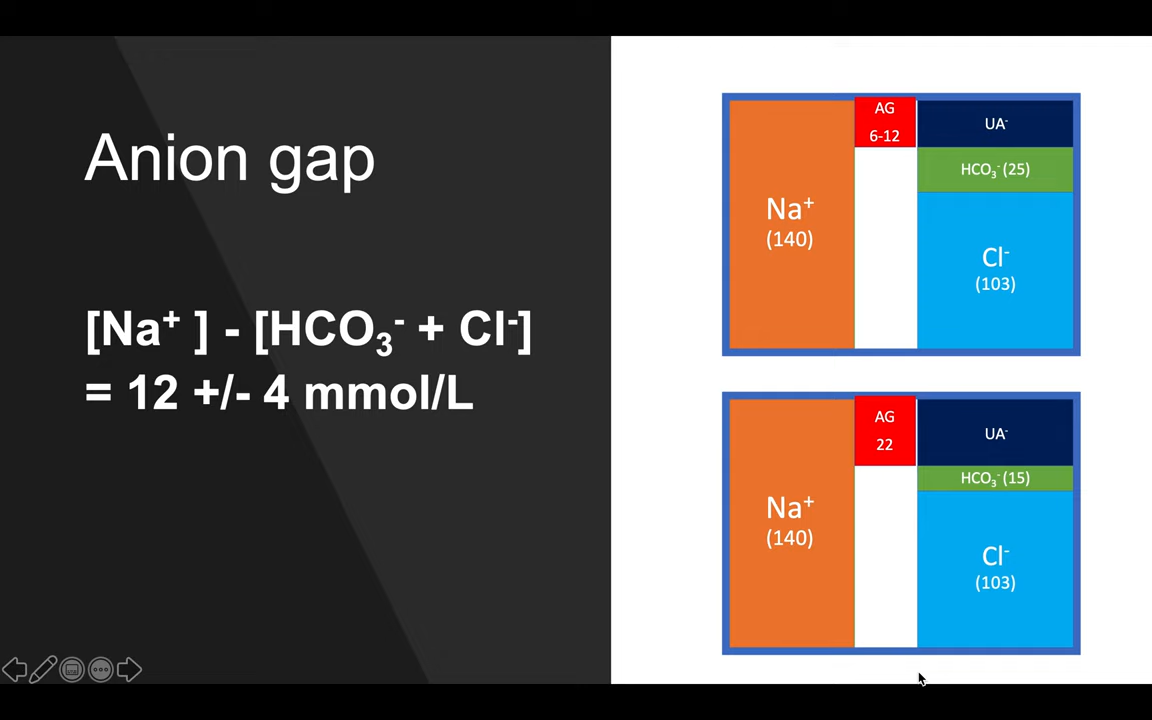 Anion gap
[Na⁺ ] - [HCO₃⁻ + Cl⁻]
= 12 +/- 4 mmol/L
Na⁺
(140)
AG
6-12
UA⁻
HCO₃⁻ (25)
Cl⁻
(103)
Na⁺
(140)
AG
22
UA⁻
HCO₃⁻ (15)
Cl⁻
(103)